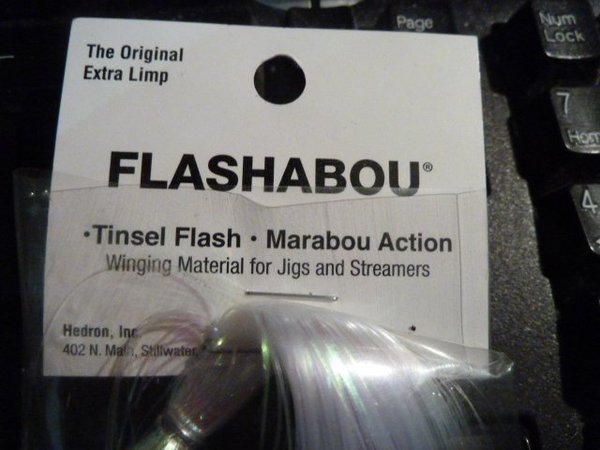 Page
Num
Lock
The Original
Extra Limp
7
Hom
FLASHABOU®
4
•Tinsel Flash • Marabou Action
Winging Material for Jigs and Streamers
Hedron, Inc
402 N. Main, Stillwater,